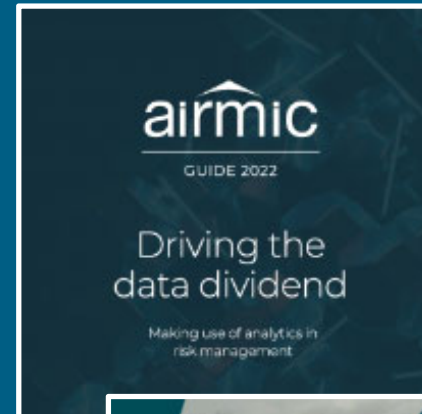 airmic
GUIDE 2022
Driving the
data dividend
Making use of analytics in
risk management